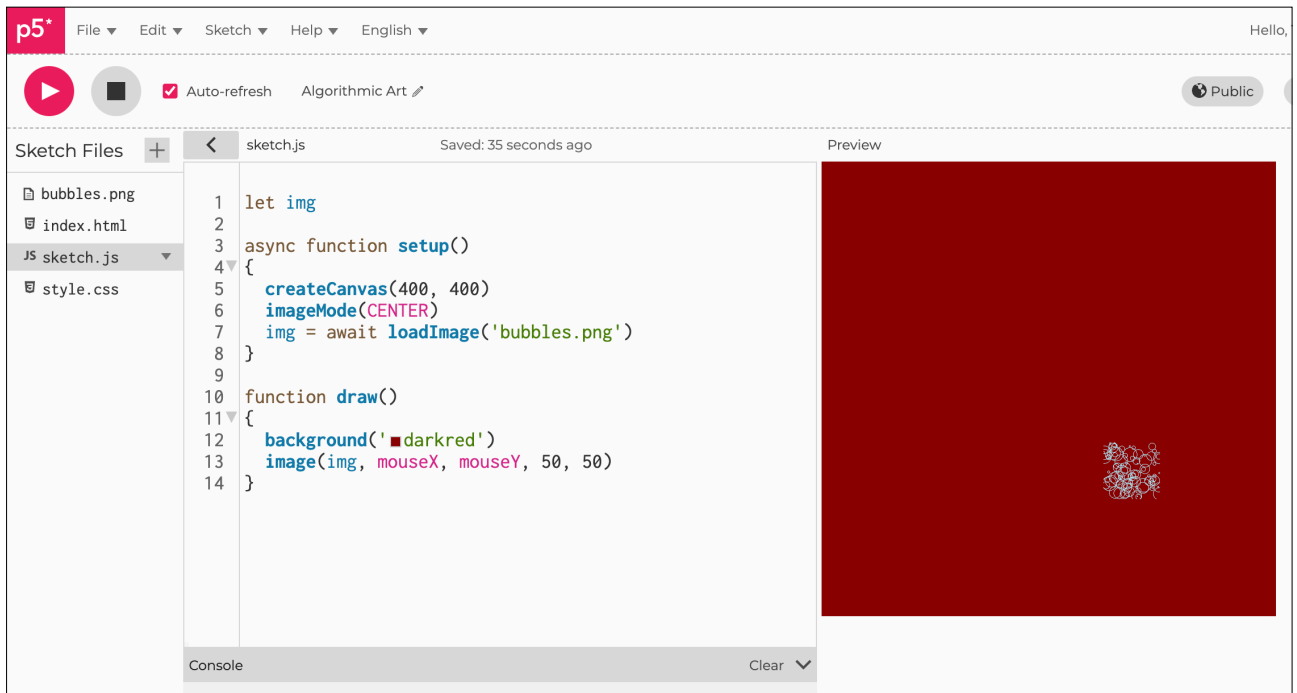 p5* File Edit Sketch Help English Hello,
Auto-refresh Algorithmic Art Public
Sketch Files + sketch.js Saved: 35 seconds ago Preview
bubbles.png
index.html
JS sketch.js
style.css
1 let img
2
3 async function setup()
4 {
5 createCanvas(400, 400)
6 imageMode(CENTER)
7 img = await loadImage('bubbles.png')
8 }
9
10 function draw()
11 {
12 background('darkred')
13 image(img, mouseX, mouseY, 50, 50)
14 }
Console Clear